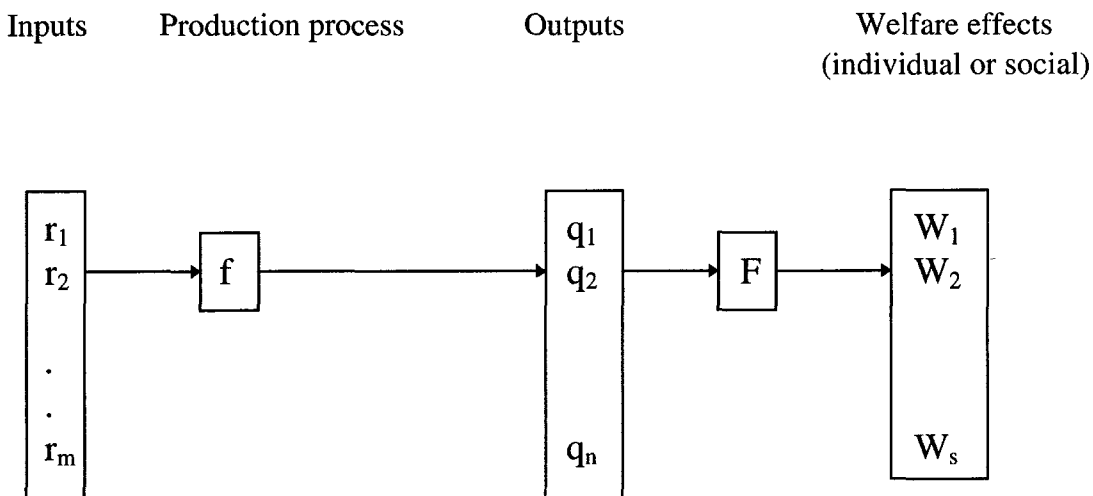 Inputs Production process Outputs Welfare effects
(individual or social)
r₁ q₁ W₁
r₂ f q₂ F W₂
.
.
rₘ qₙ Wₛ